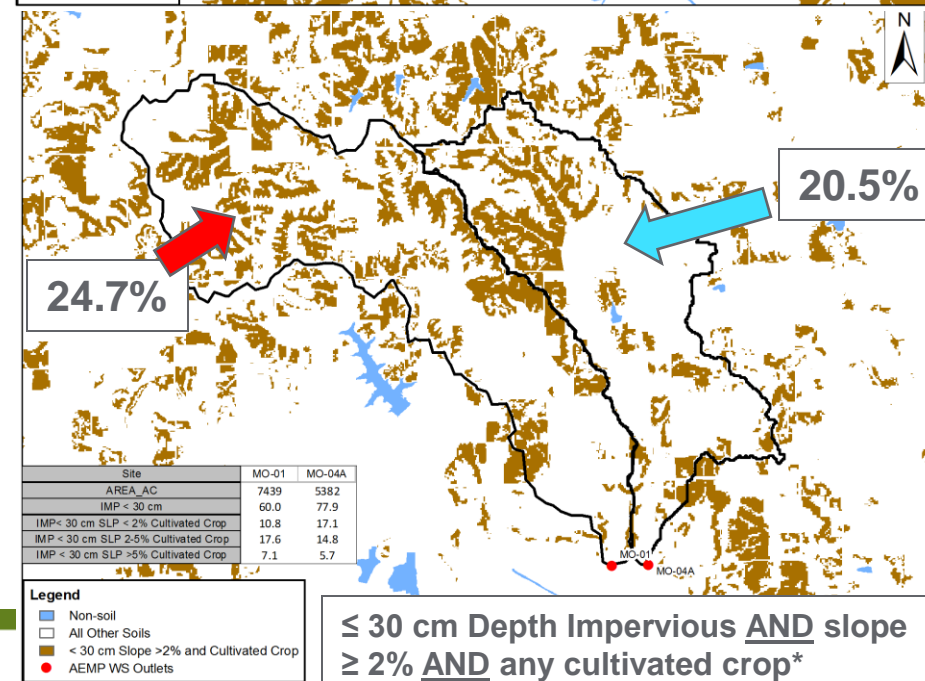 N
20.5%
24.7%
Site MO-01 MO-04A
AREA_AC 7439 5382
IMP < 30 cm 60.0 77.9
IMP< 30 cm SLP < 2% Cultivated Crop 10.8 17.1
IMP < 30 cm SLP 2-5% Cultivated Crop 17.6 14.8
IMP < 30 cm SLP >5% Cultivated Crop 7.1 5.7
MO-01
MO-04A
Legend
Non-soil
All Other Soils
< 30 cm Slope >2% and Cultivated Crop
AEMP WS Outlets
≤ 30 cm Depth Impervious AND slope
≥ 2% AND any cultivated crop*